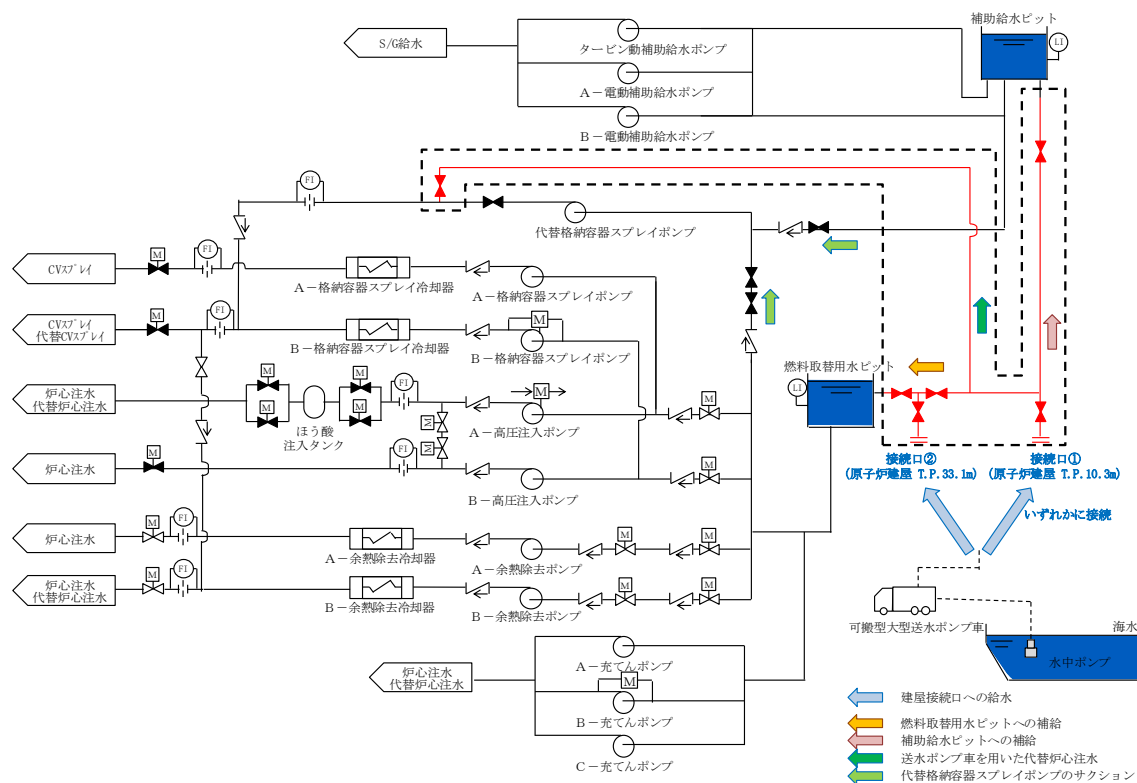 補助給水ピット
LI
S/G給水
タービン動補助給水ポンプ
A－電動補助給水ポンプ
B－電動補助給水ポンプ
FI
代替格納容器スプレイポンプ
CVスプレイ
M
FI
A－格納容器スプレイ冷却器
A－格納容器スプレイポンプ
CVスプレイ
代替CVスプレイ
M
FI
B－格納容器スプレイ冷却器
M
B－格納容器スプレイポンプ
燃料取替用水ピット
LI
炉心注水
代替炉心注水
M
M
ほう酸
注入タンク
M
M
FI
M
M
M
A－高圧注入ポンプ
M
炉心注水
M
FI
B－高圧注入ポンプ
M
接続口②
(原子炉建屋 T.P.33.1m)
接続口①
(原子炉建屋 T.P.10.3m)
いずれかに接続
炉心注水
M
FI
A－余熱除去冷却器
A－余熱除去ポンプ
M
M
炉心注水
代替炉心注水
M
FI
B－余熱除去冷却器
B－余熱除去ポンプ
M
M
可搬型大型送水ポンプ車
海水
水中ポンプ
炉心注水
代替炉心注水
A－充てんポンプ
M
B－充てんポンプ
C－充てんポンプ
建屋接続口への給水
燃料取替用水ピットへの補給
補助給水ピットへの補給
送水ポンプ車を用いた代替炉心注水
代替格納容器スプレイポンプのサクション